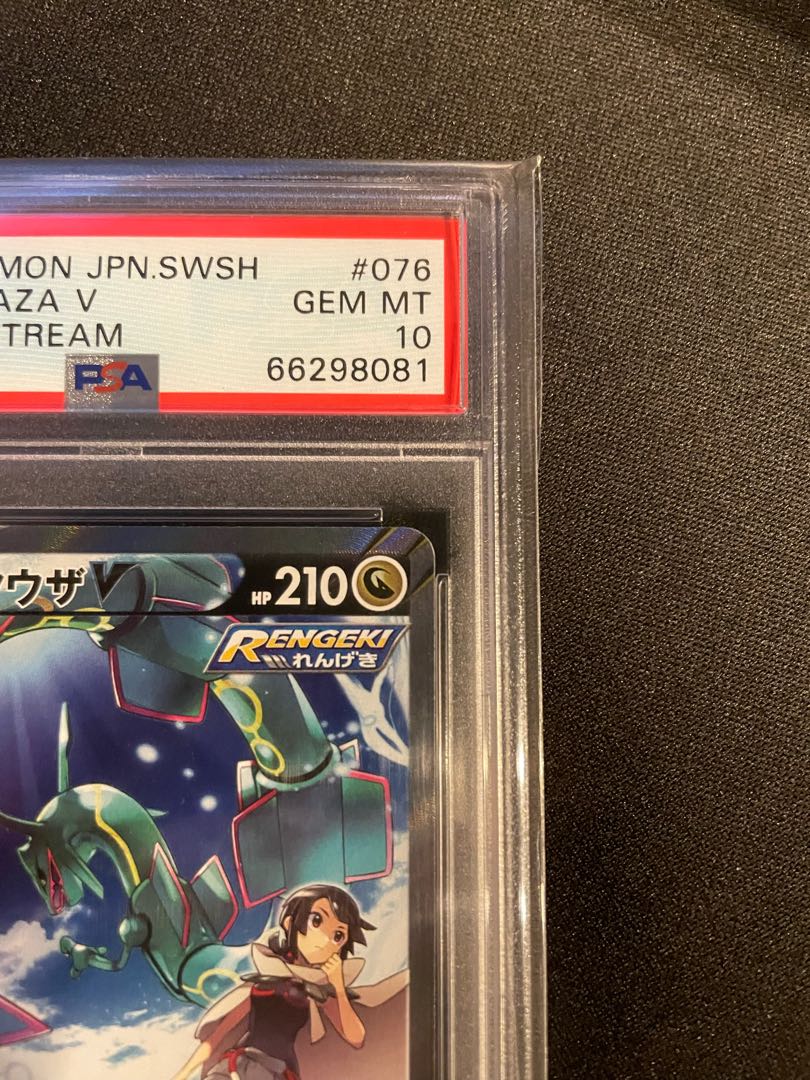 MON JPN.SWSH #076
AZA V GEM MT
TREAM 10
PSA 66298081
ウザV HP 210
RENGEKI
れんげき